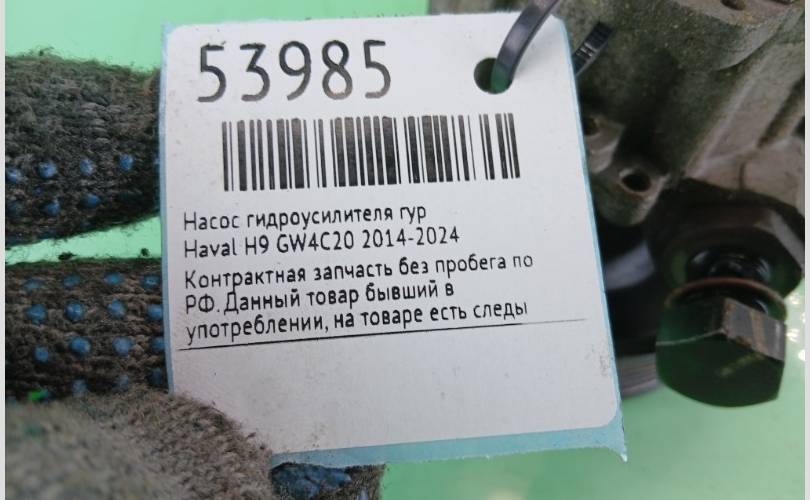 53985
Насос гидроусилителя гур
Haval H9 GW4C20 2014-2024
Контрактная запчасть без пробега по
РФ. Данный товар бывший в
употреблении, на товаре есть следы